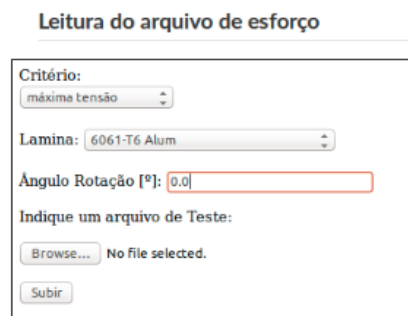 Leitura do arquivo de esforço
Critério:
máxima tensão
Lamina: 6061-T6 Alum
Ângulo Rotação [º]: 0.0
Indique um arquivo de Teste:
Browse... No file selected.
Subir